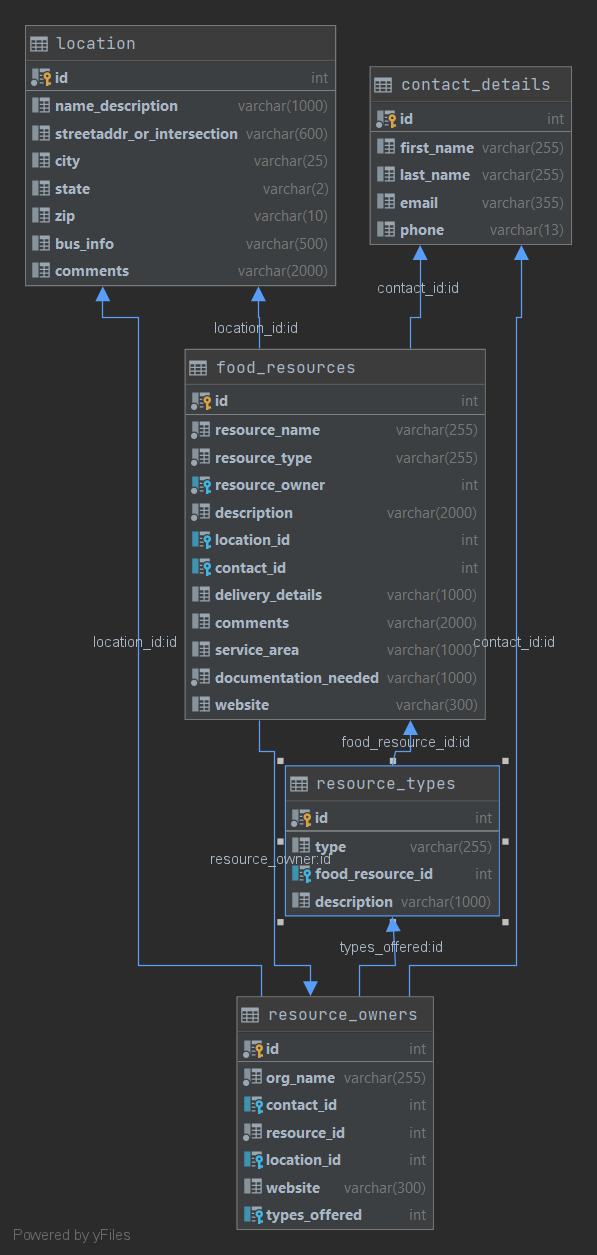 location
id int
name_description varchar(1000)
streetaddr_or_intersection varchar(600)
city varchar(25)
state varchar(2)
zip varchar(10)
bus_info varchar(500)
comments varchar(2000)
contact_details
id int
first_name varchar(255)
last_name varchar(255)
email varchar(355)
phone varchar(13)
contact_id:id
location_id:id
food_resources
id int
resource_name varchar(255)
resource_type varchar(255)
resource_owner int
description varchar(2000)
location_id int
contact_id int
delivery_details varchar(1000)
comments varchar(2000)
service_area varchar(1000)
documentation_needed varchar(1000)
website varchar(300)
location_id:id
contact_id:id
food_resource_id:id
resource_types
id int
type varchar(255)
food_resource_id int
description varchar(1000)
resource_owner:id
types_offered:id
resource_owners
id int
org_name varchar(255)
contact_id int
resource_id int
location_id int
website varchar(300)
types_offered int
Powered by yFiles